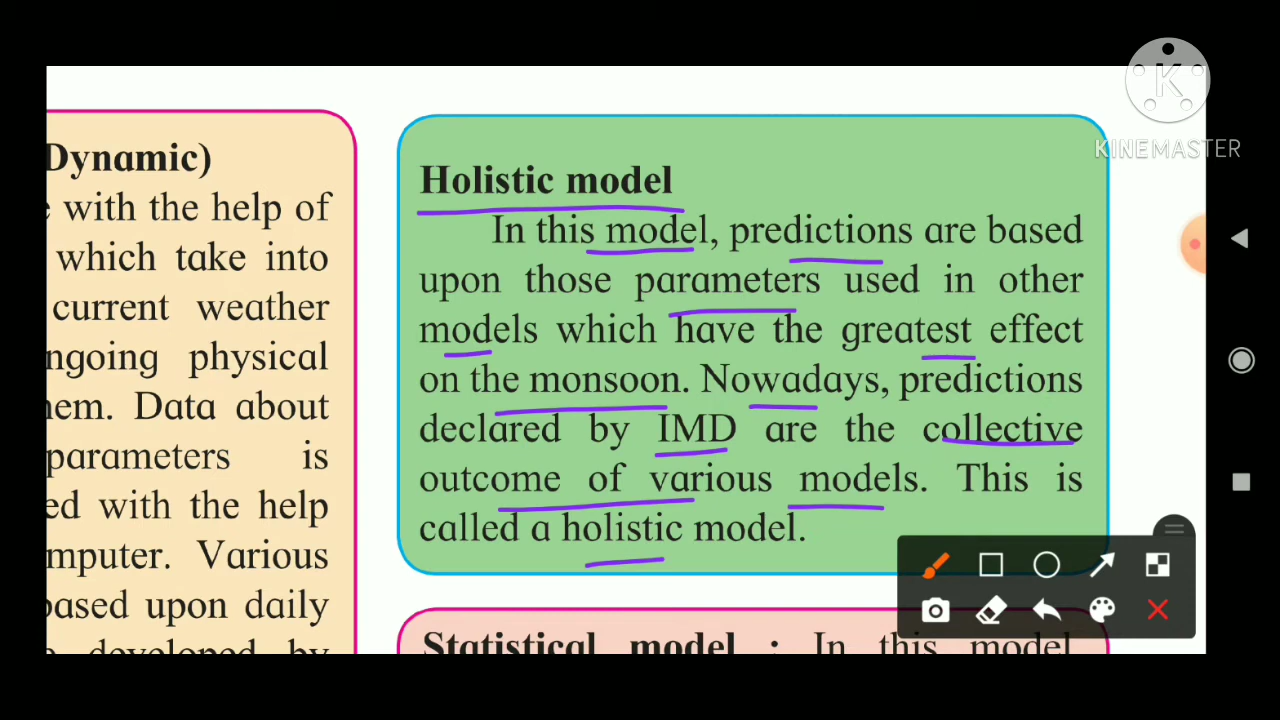 Dynamic)
with the help of
which take into
current weather
ngoing physical
hem. Data about
parameters is
ed with the help
mputer. Various
based upon daily
developed by
Holistic model
In this model, predictions are based
upon those parameters used in other
models which have the greatest effect
on the monsoon. Nowadays, predictions
declared by IMD are the collective
outcome of various models. This is
called a holistic model.
Statistical model : In this model
K
KINEMASTER